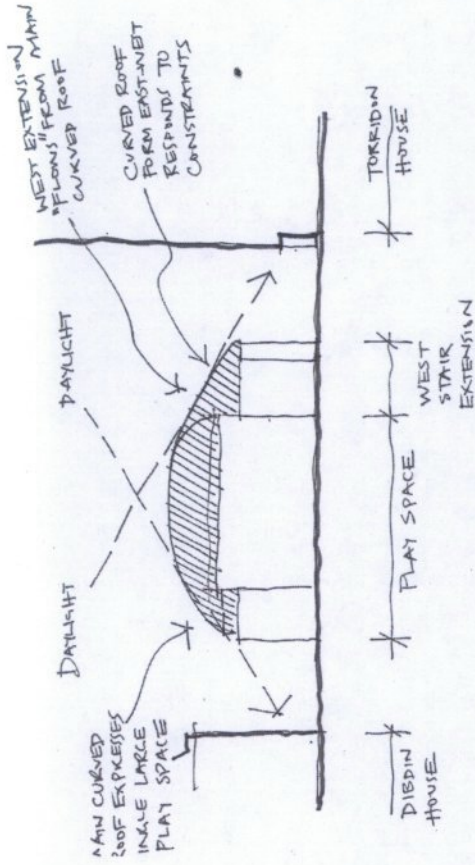 MAIN CURVED
ROOF EXPRESSES
INGLE LARGE
PLAY SPACE
DAYLIGHT
DAYLIGHT
WEST EXTENSION
"FLOWS" FROM MAIN
CURVED ROOF
CURVED ROOF
FORM EAST-WEST
RESPONDS TO
CONSTRAINTS
DIBDIN
HOUSE
PLAY SPACE
WEST
STAIR
EXTENSION
TORRIDON
HOUSE